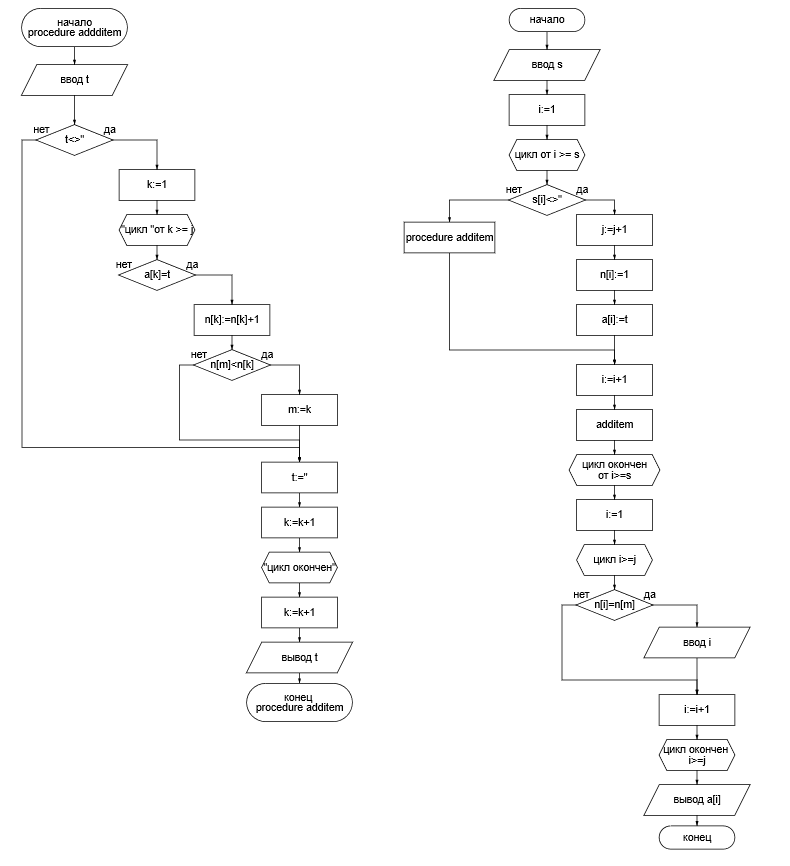 начало
procedure addditem
ввод t
нет
да
t<>"
k:=1
"цикл "от k >= j
нет
да
a[k]=t
n[k]:=n[k]+1
нет
да
n[m]<n[k]
m:=k
t:="
k:=k+1
"цикл окончен"
k:=k+1
вывод t
конец
procedure additem
начало
ввод s
i:=1
цикл от i >= s
нет
да
s[i]<>"
procedure additem
j:=j+1
n[i]:=1
a[i]:=t
i:=i+1
additem
цикл окончен
от i>=s
i:=1
цикл i>=j
нет
да
n[i]=n[m]
ввод i
i:=i+1
цикл окончен
i>=j
вывод a[i]
конец